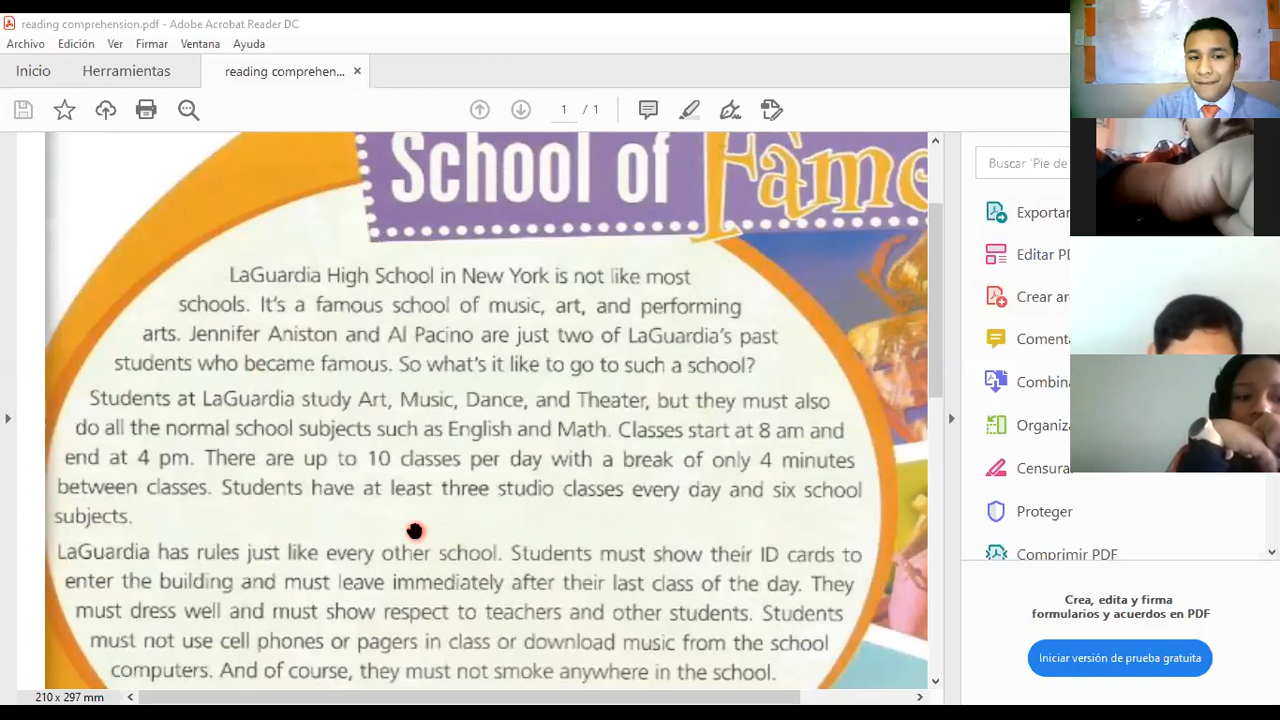 reading comprehension.pdf - Adobe Acrobat Reader DC
Archivo Edición Ver Firmar Ventana Ayuda
Inicio Herramientas reading comprehen... ×
1 / 1
School of Fame
LaGuardia High School in New York is not like most
schools. It's a famous school of music, art, and performing
arts. Jennifer Aniston and Al Pacino are just two of LaGuardia's past
students who became famous. So what's it like to go to such a school?
Students at LaGuardia study Art, Music, Dance, and Theater, but they must also
do all the normal school subjects such as English and Math. Classes start at 8 am and
end at 4 pm. There are up to 10 classes per day with a break of only 4 minutes
between classes. Students have at least three studio classes every day and six school
subjects.
LaGuardia has rules just like every other school. Students must show their ID cards to
enter the building and must leave immediately after their last class of the day. They
must dress well and must show respect to teachers and other students. Students
must not use cell phones or pagers in class or download music from the school
computers. And of course, they must not smoke anywhere in the school.
210 x 297 mm
Buscar 'Pie de
Exportar
Editar PD
Crear ar
Comenta
Combina
Organiza
Censura
Proteger
Comprimir PDF
Crea, edita y firma
formularios y acuerdos en PDF
Iniciar versión de prueba gratuita